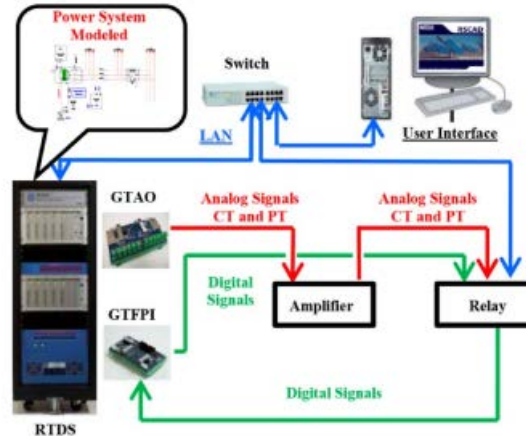 Power System
Modeled
Switch
RSCAD
LAN
User Interface
GTAO
Analog Signals
CT and PT
Analog Signals
CT and PT
Digital
Signals
Amplifier
Relay
GTFPI
Digital Signals
RTDS